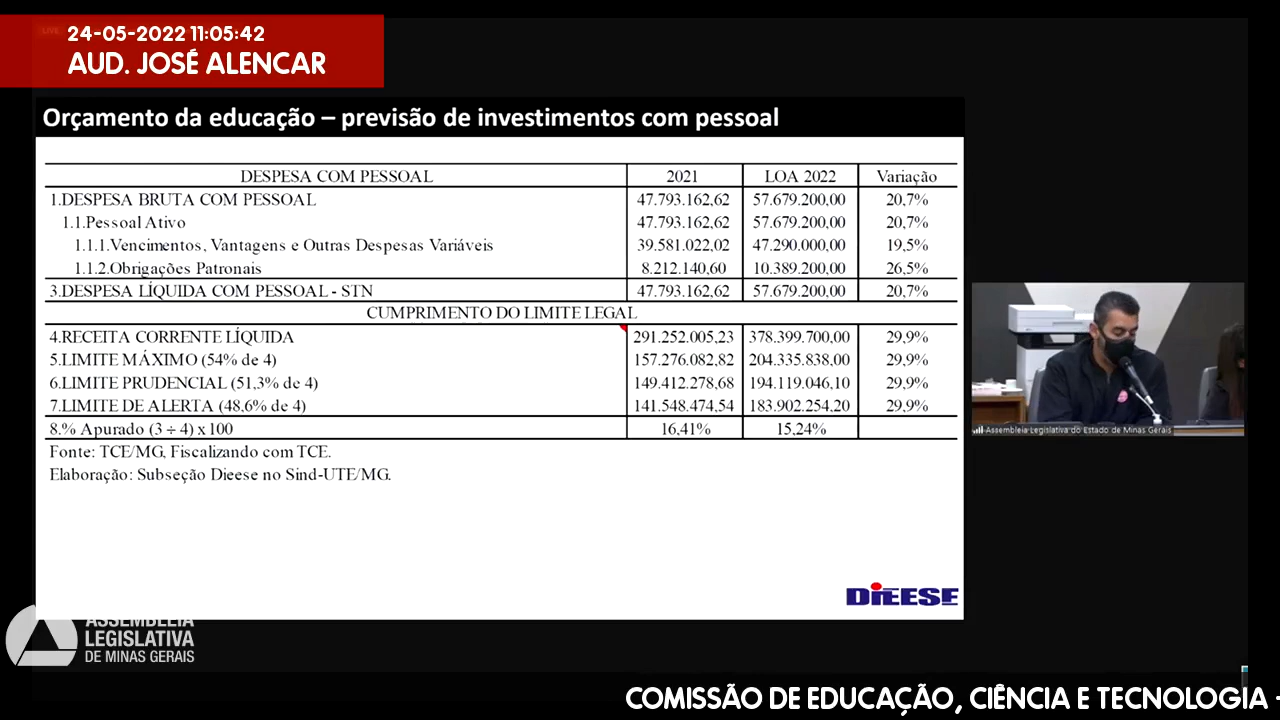 LIVE
24-05-2022 11:05:42
AUD. JOSÉ ALENCAR
Orçamento da educação – previsão de investimentos com pessoal
DESPESA COM PESSOAL 2021 LOA 2022 Variação
1.DESPESA BRUTA COM PESSOAL 47.793.162,62 57.679.200,00 20,7%
1.1.Pessoal Ativo 47.793.162,62 57.679.200,00 20,7%
1.1.1.Vencimentos, Vantagens e Outras Despesas Variáveis 39.581.022,02 47.290.000,00 19,5%
1.1.2.Obrigações Patronais 8.212.140,60 10.389.200,00 26,5%
3.DESPESA LÍQUIDA COM PESSOAL - STN 47.793.162,62 57.679.200,00 20,7%
CUMPRIMENTO DO LIMITE LEGAL
4.RECEITA CORRENTE LÍQUIDA 291.252.005,23 378.399.700,00 29,9%
5.LIMITE MÁXIMO (54% de 4) 157.276.082,82 204.335.838,00 29,9%
6.LIMITE PRUDENCIAL (51,3% de 4) 149.412.278,68 194.119.046,10 29,9%
7.LIMITE DE ALERTA (48,6% de 4) 141.548.474,54 183.902.254,20 29,9%
8.% Apurado (3 ÷ 4) x 100 16,41% 15,24%
Fonte: TCE/MG, Fiscalizando com TCE.
Elaboração: Subseção Dieese no Sind-UTE/MG.
DIEESE
Assembleia Legislativa do Estado de Minas Gerais
ASSEMBLEIA
LEGISLATIVA
DE MINAS GERAIS
COMISSÃO DE EDUCAÇÃO, CIÊNCIA E TECNOLOGIA -